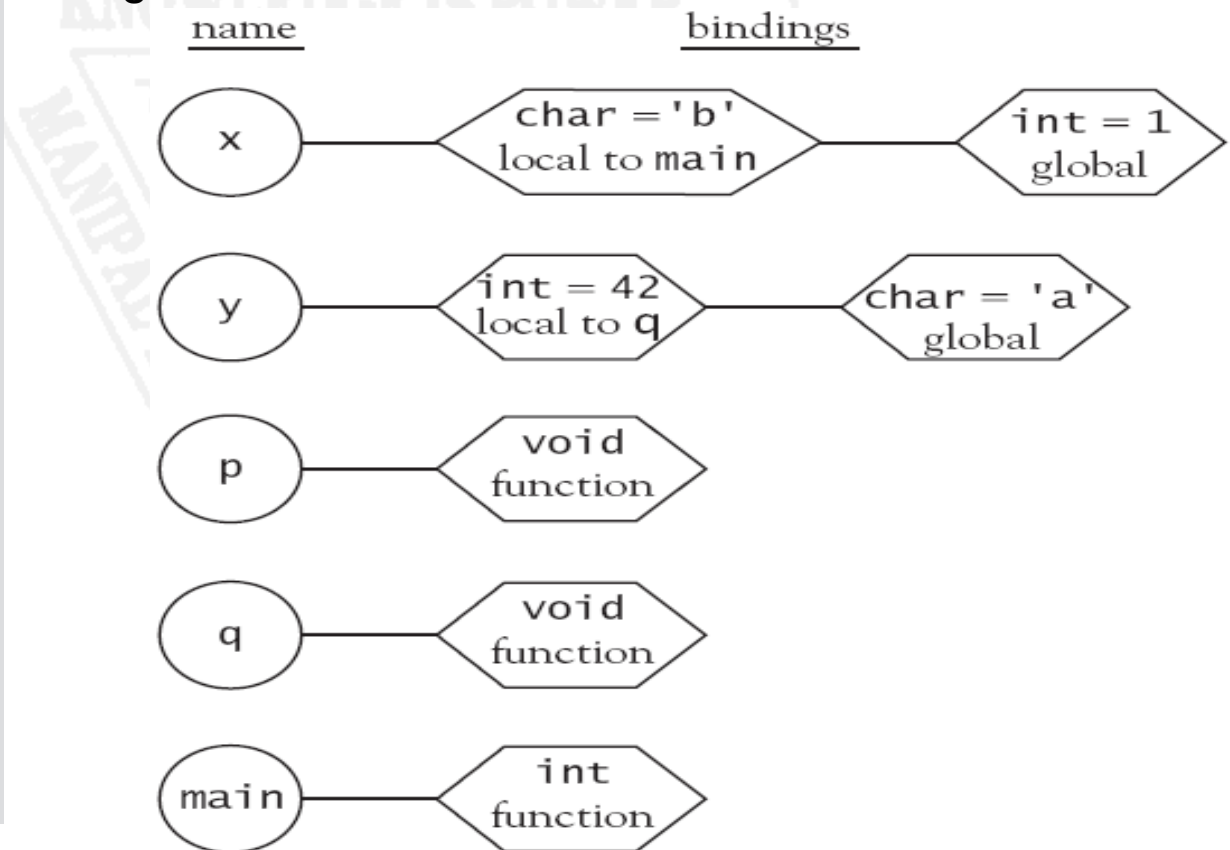 name bindings
x char = 'b' int = 1
local to main global
y int = 42 char = 'a'
local to q global
p void
function
q void
function
main int
function